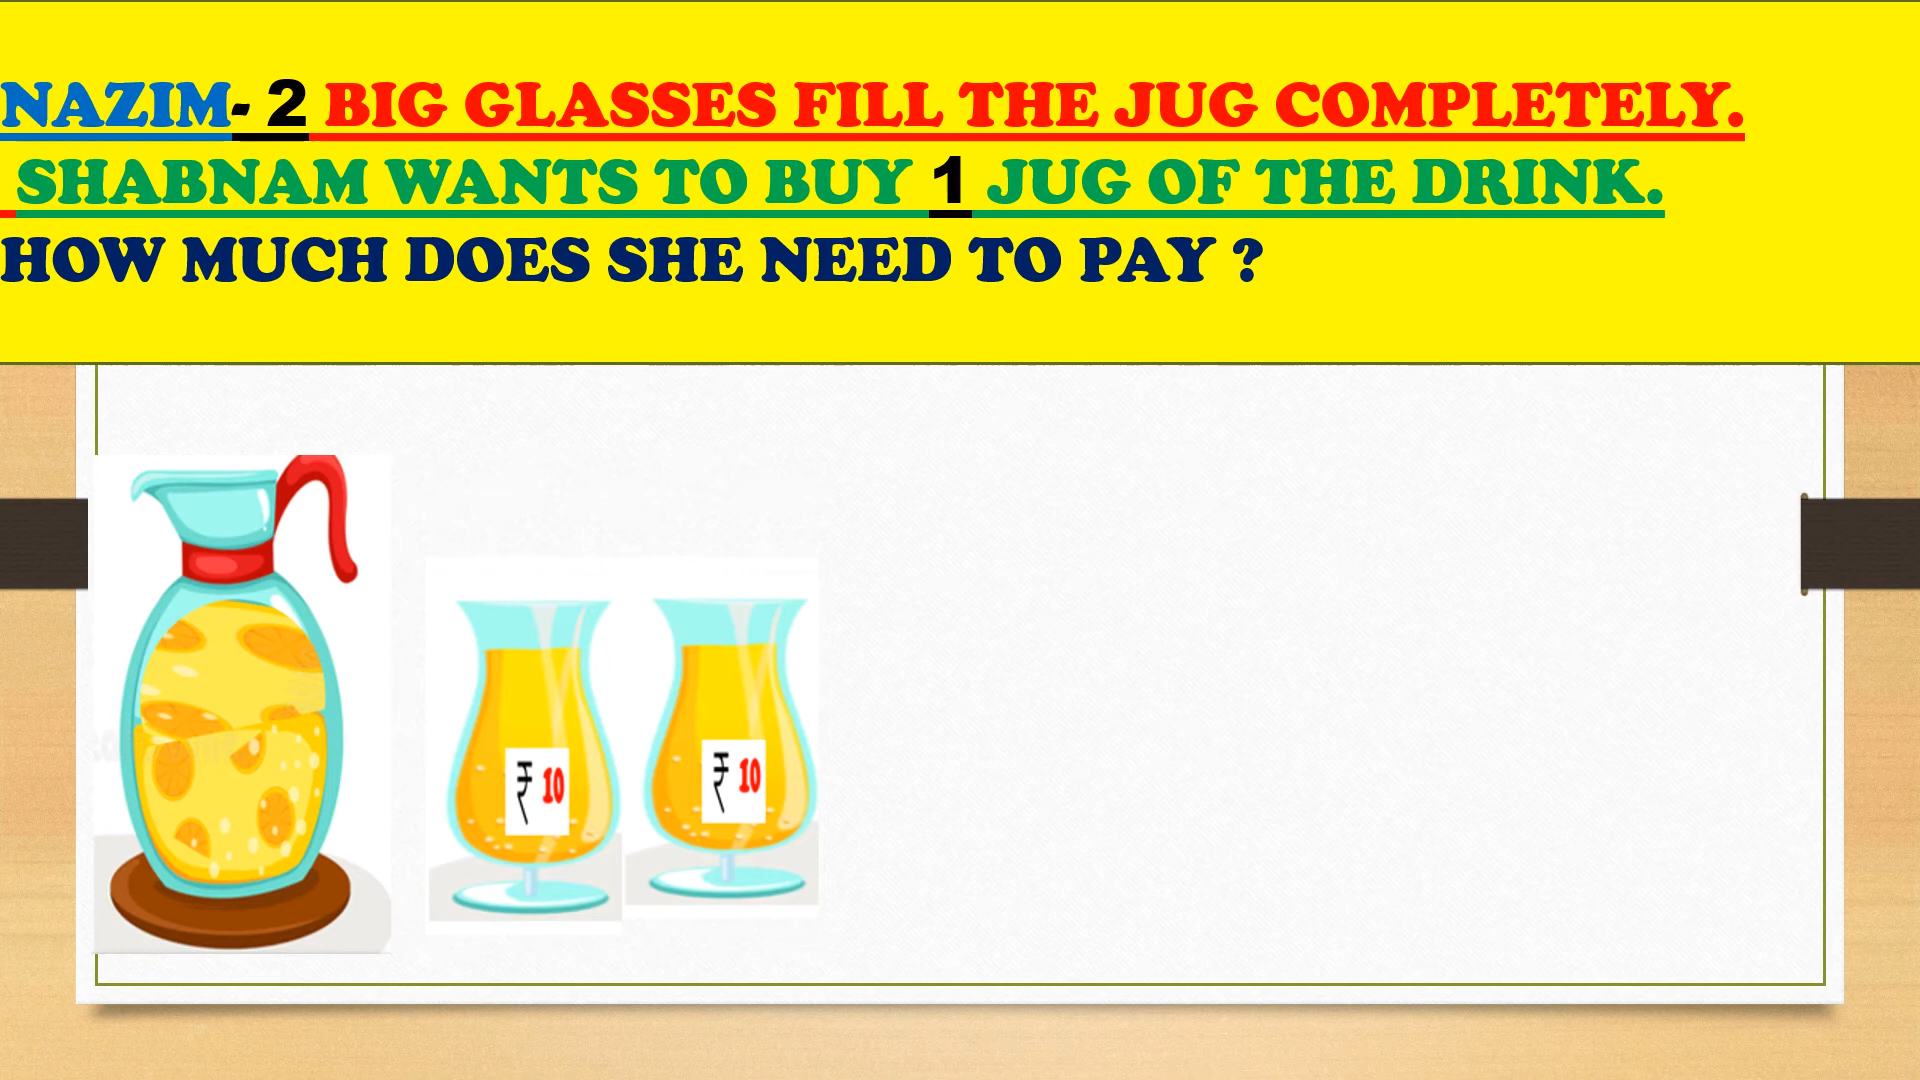 NAZIM- 2 BIG GLASSES FILL THE JUG COMPLETELY.
SHABNAM WANTS TO BUY 1 JUG OF THE DRINK.
HOW MUCH DOES SHE NEED TO PAY ?
₹ 10
₹ 10